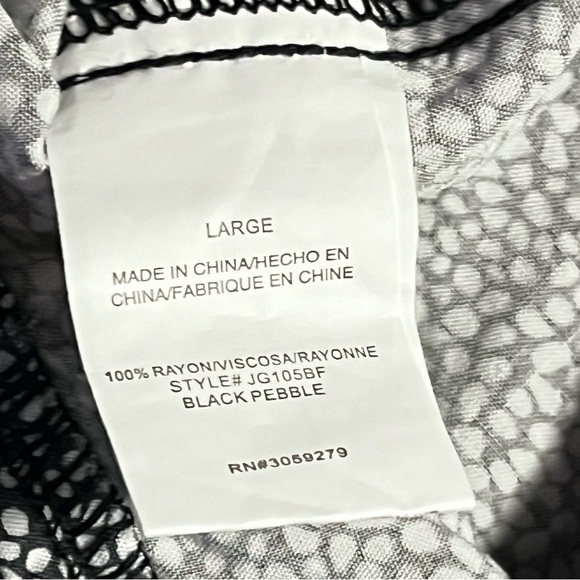 LARGE
MADE IN CHINA/HECHO EN
CHINA/FABRIQUE EN CHINE
100% RAYON/VISCOSA/RAYONNE
STYLE# JG105BF
BLACK PEBBLE
RN#3059279